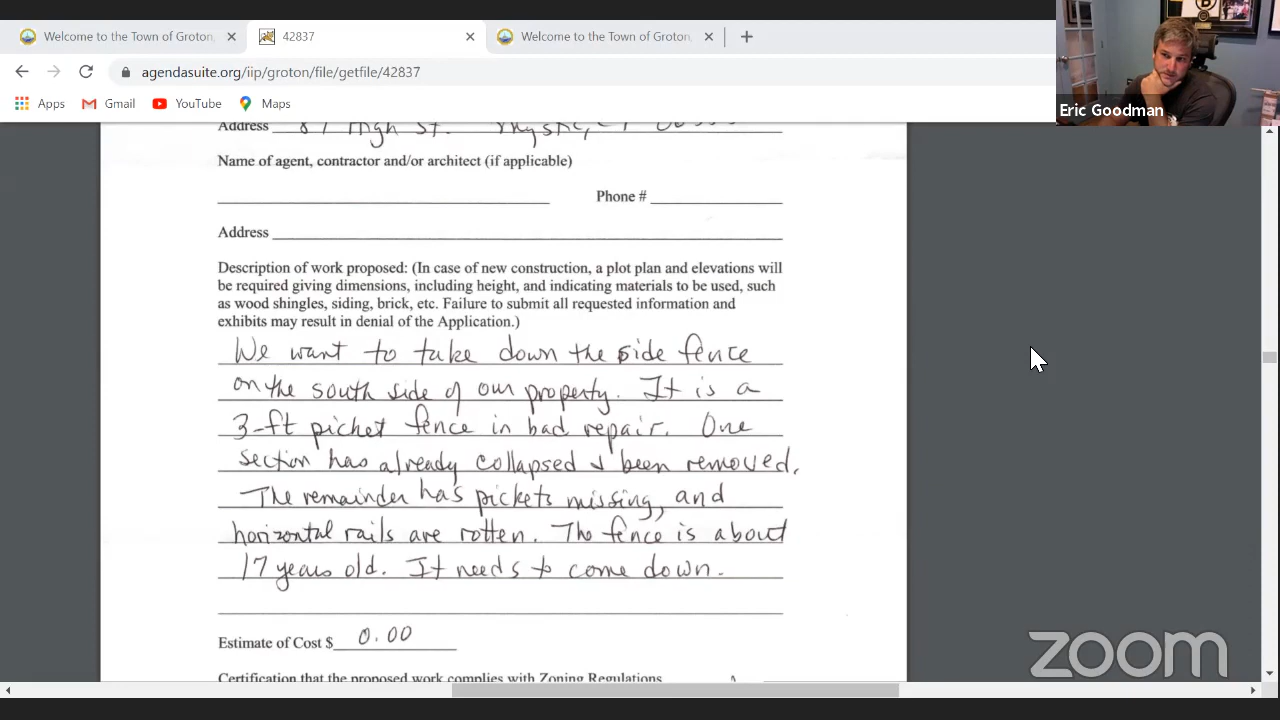 Welcome to the Town of Groton,
42837
Welcome to the Town of Groton,
agendasuite.org/iip/groton/file/getfile/42837
Apps
Gmail
YouTube
Maps
Eric Goodman
Address
Name of agent, contractor and/or architect (if applicable)
Phone #
Address
Description of work proposed: (In case of new construction, a plot plan and elevations will
be required giving dimensions, including height, and indicating materials to be used, such
as wood shingles, siding, brick, etc. Failure to submit all requested information and
exhibits may result in denial of the Application.)
We want to take down the side fence
on the south side of our property. It is a
3-ft picket fence in bad repair. One
section has already collapsed & been removed.
The remainder has pickets missing, and
horizontal rails are rotten. The fence is about
17 years old. It needs to come down.
Estimate of Cost $ 0.00
Certification that the proposed work complies with Zoning Regulations
zoom